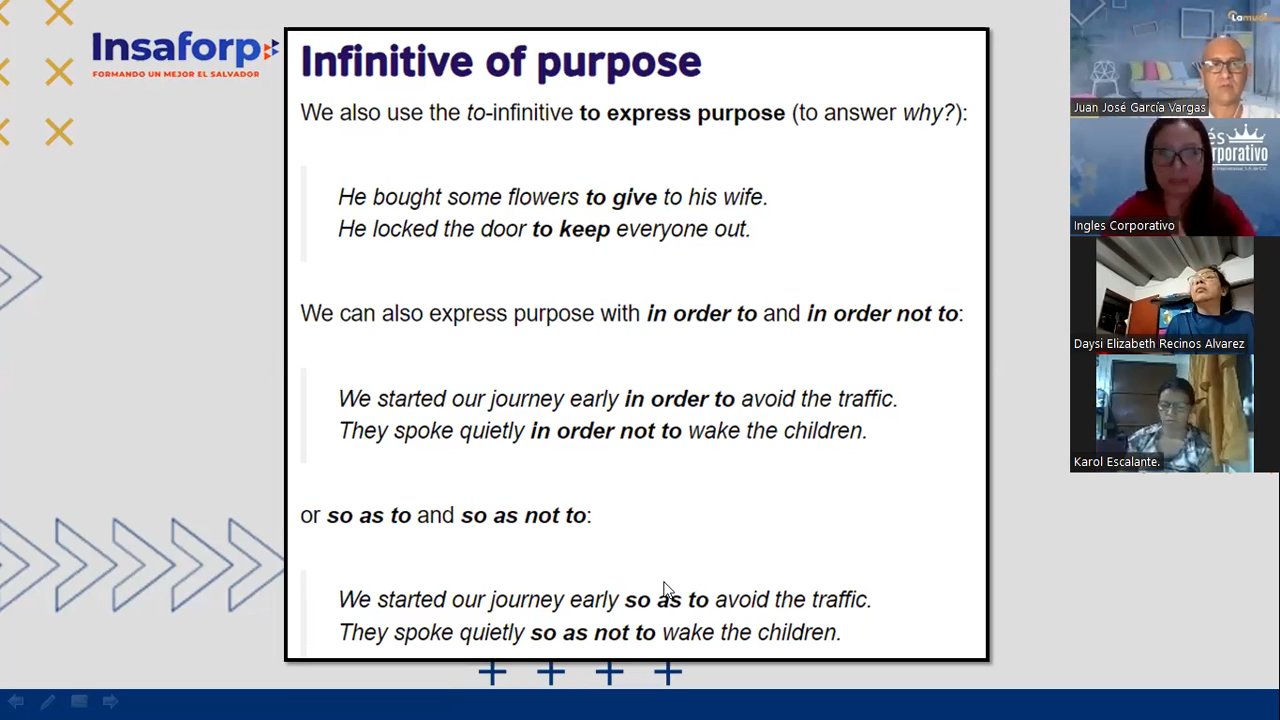 Insaforp
FORMANDO UN MEJOR EL SALVADOR
Infinitive of purpose
We also use the to-infinitive to express purpose (to answer why?):
He bought some flowers to give to his wife.
He locked the door to keep everyone out.
We can also express purpose with in order to and in order not to:
We started our journey early in order to avoid the traffic.
They spoke quietly in order not to wake the children.
or so as to and so as not to:
We started our journey early so as to avoid the traffic.
They spoke quietly so as not to wake the children.
Juan José García Vargas
Ingles Corporativo
Daysi Elizabeth Recinos Alvarez
Karol Escalante.